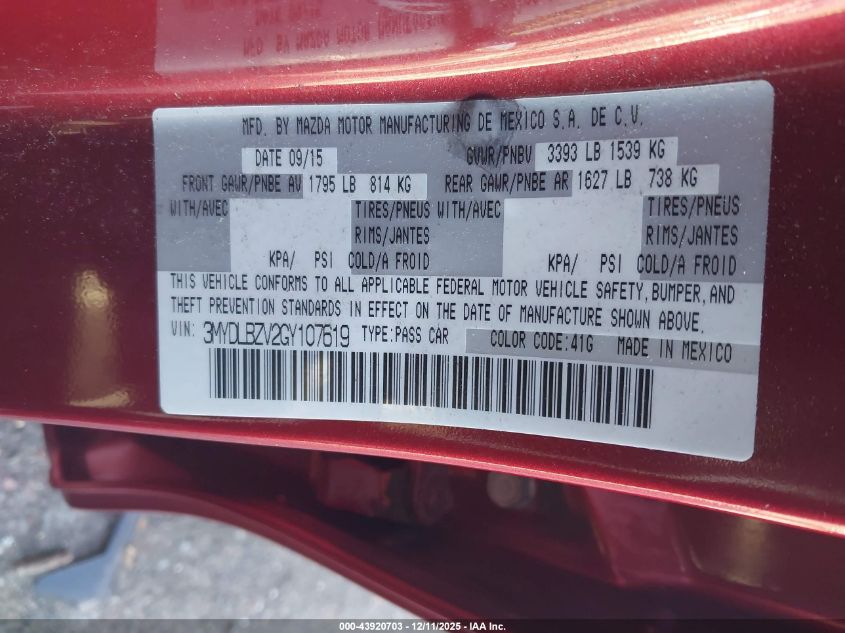 MFD. BY MAZDA MOTOR MANUFACTURING DE MEXICO S.A. DE C.V.
DATE 09/15 GVWR/PNBV 3393 LB 1539 KG
FRONT GAWR/PNBE AV 1795 LB 814 KG REAR GAWR/PNBE AR 1627 LB 738 KG
WITH/AVEC TIRES/PNEUS WITH/AVEC TIRES/PNEUS
RIMS/JANTES RIMS/JANTES
KPA/ PSI COLD/A FROID KPA/ PSI COLD/A FROID
THIS VEHICLE CONFORMS TO ALL APPLICABLE FEDERAL MOTOR VEHICLE SAFETY, BUMPER, AND
THEFT PREVENTION STANDARDS IN EFFECT ON THE DATE OF MANUFACTURE SHOWN ABOVE.
VIN: 3MYDLBZV2GY107619 TYPE:PASS CAR COLOR CODE:41G MADE IN MEXICO
000-43920703 - 12/11/2025 - IAA Inc.